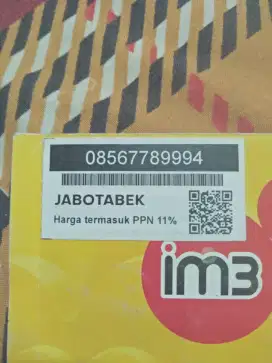 08567789994
JABOTABEK
Harga termasuk PPN 11%
im3